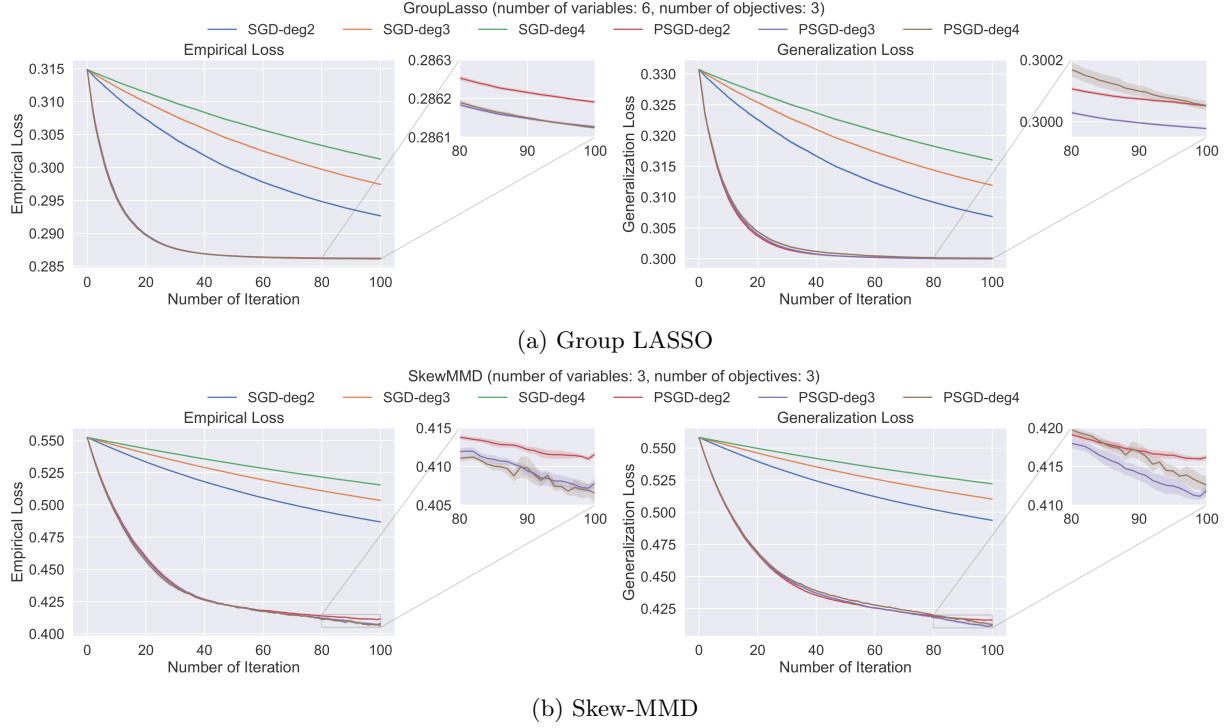 GroupLasso (number of variables: 6, number of objectives: 3)
SGD-deg2 SGD-deg3 SGD-deg4 PSGD-deg2 PSGD-deg3 PSGD-deg4
Empirical Loss
Empirical Loss
0.315
0.310
0.305
0.300
0.295
0.290
0.285
0 20 40 60 80 100
Number of Iteration
0.2863
0.2862
0.2861
80 90 100
Generalization Loss
Generalization Loss
0.330
0.325
0.320
0.315
0.310
0.305
0.300
0 20 40 60 80 100
Number of Iteration
0.3002
0.3000
80 90 100
(a) Group LASSO
SkewMMD (number of variables: 3, number of objectives: 3)
SGD-deg2 SGD-deg3 SGD-deg4 PSGD-deg2 PSGD-deg3 PSGD-deg4
Empirical Loss
Empirical Loss
0.550
0.525
0.500
0.475
0.450
0.425
0.400
0 20 40 60 80 100
Number of Iteration
0.415
0.410
0.405
80 90 100
Generalization Loss
Generalization Loss
0.550
0.525
0.500
0.475
0.450
0.425
0 20 40 60 80 100
Number of Iteration
0.420
0.415
0.410
80 90 100
(b) Skew-MMD